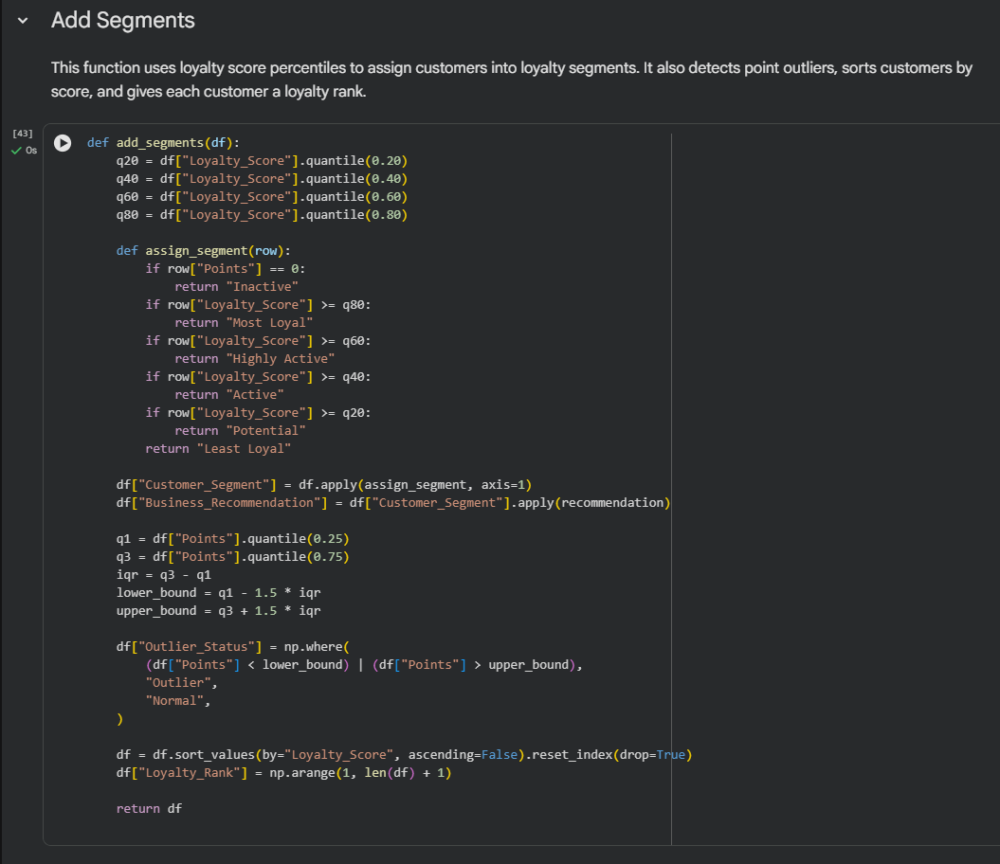 Add Segments
This function uses loyalty score percentiles to assign customers into loyalty segments. It also detects point outliers, sorts customers by
score, and gives each customer a loyalty rank.
[43]
0s
def add_segments(df):
    q20 = df["Loyalty_Score"].quantile(0.20)
    q40 = df["Loyalty_Score"].quantile(0.40)
    q60 = df["Loyalty_Score"].quantile(0.60)
    q80 = df["Loyalty_Score"].quantile(0.80)

    def assign_segment(row):
        if row["Points"] == 0:
            return "Inactive"
        if row["Loyalty_Score"] >= q80:
            return "Most Loyal"
        if row["Loyalty_Score"] >= q60:
            return "Highly Active"
        if row["Loyalty_Score"] >= q40:
            return "Active"
        if row["Loyalty_Score"] >= q20:
            return "Potential"
        return "Least Loyal"

    df["Customer_Segment"] = df.apply(assign_segment, axis=1)
    df["Business_Recommendation"] = df["Customer_Segment"].apply(recommendation)

    q1 = df["Points"].quantile(0.25)
    q3 = df["Points"].quantile(0.75)
    iqr = q3 - q1
    lower_bound = q1 - 1.5 * iqr
    upper_bound = q3 + 1.5 * iqr

    df["Outlier_Status"] = np.where(
        (df["Points"] < lower_bound) | (df["Points"] > upper_bound),
        "Outlier",
        "Normal",
    )

    df = df.sort_values(by="Loyalty_Score", ascending=False).reset_index(drop=True)
    df["Loyalty_Rank"] = np.arange(1, len(df) + 1)

    return df